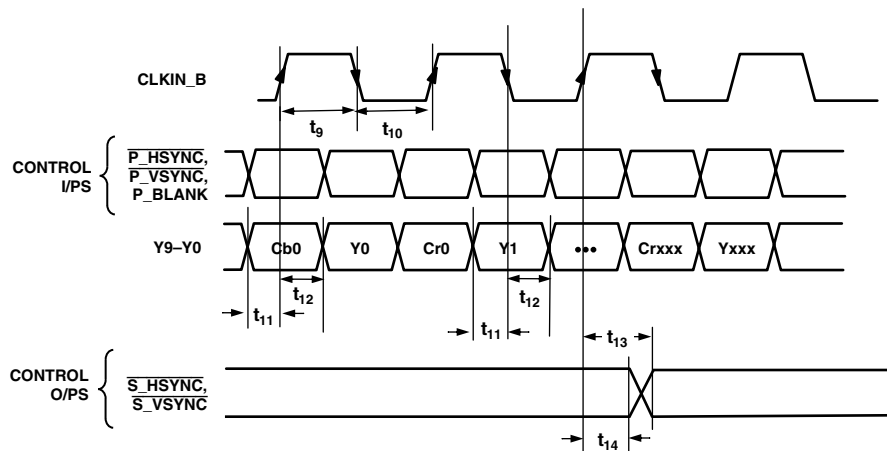 CLKIN_B
t9
t10
CONTROL
I/PS
P_HSYNC,
P_VSYNC,
P_BLANK
Y9–Y0
Cb0
Y0
Cr0
Y1
•••
Crxxx
Yxxx
t12
t12
t11
t11
t13
CONTROL
O/PS
S_HSYNC,
S_VSYNC
t14